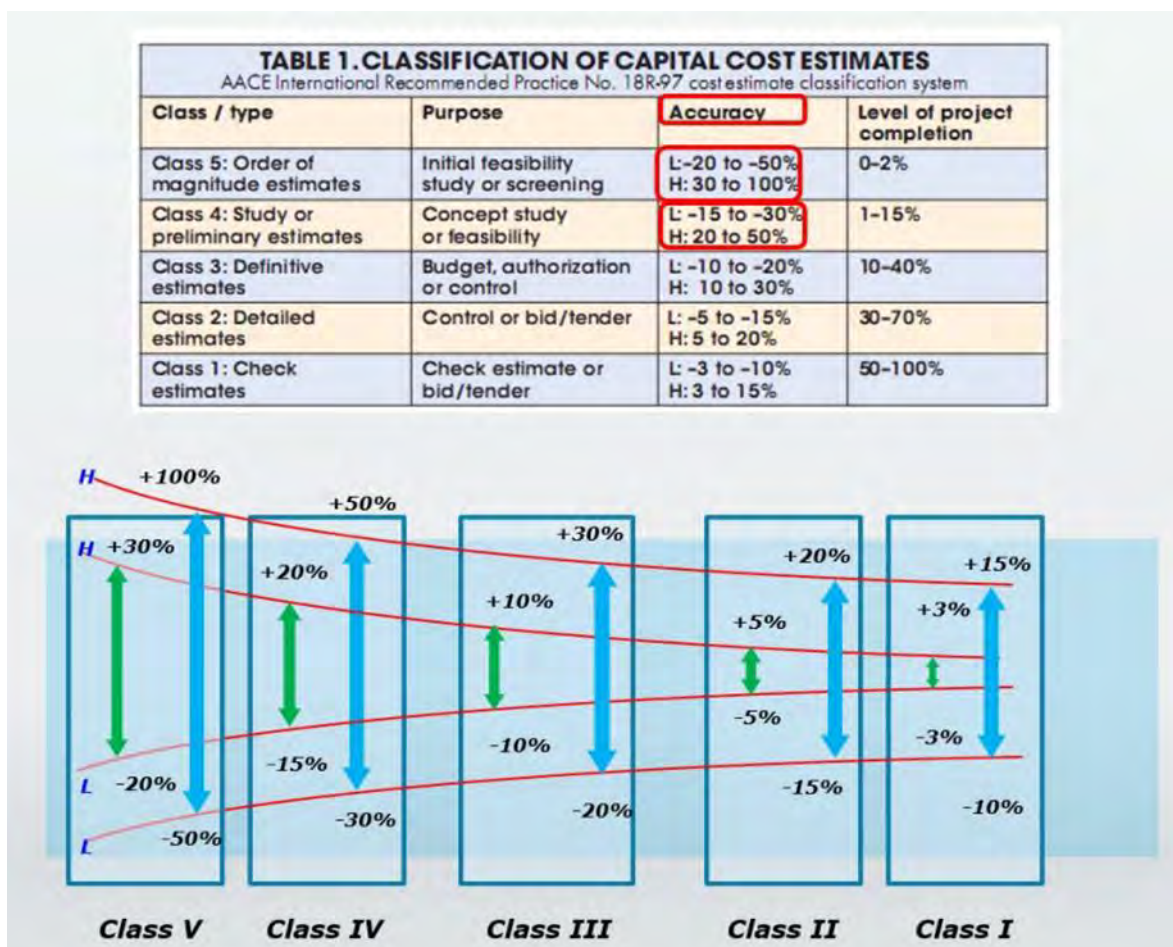 TABLE 1. CLASSIFICATION OF CAPITAL COST ESTIMATES
AACE International Recommended Practice No. 18R-97 cost estimate classification system
Class / type Purpose Accuracy Level of project
completion
Class 5: Order of Initial feasibility L:-20 to -50% 0-2%
magnitude estimates study or screening H: 30 to 100%
Class 4: Study or Concept study L: -15 to -30% 1-15%
preliminary estimates or feasibility H: 20 to 50%
Class 3: Definitive Budget, authorization L: -10 to -20% 10-40%
estimates or control H: 10 to 30%
Class 2: Detailed Control or bid/tender L: -5 to -15% 30-70%
estimates H: 5 to 20%
Class 1: Check Check estimate or L: -3 to -10% 50-100%
estimates bid/tender H: 3 to 15%
H +100%
+50%
+30% +20% +15%
H +30%
+20%
+10% +5% +3%
-20% -15% -10% -5% -3%
L
-50% -30% -20% -15% -10%
L
Class V Class IV Class III Class II Class I